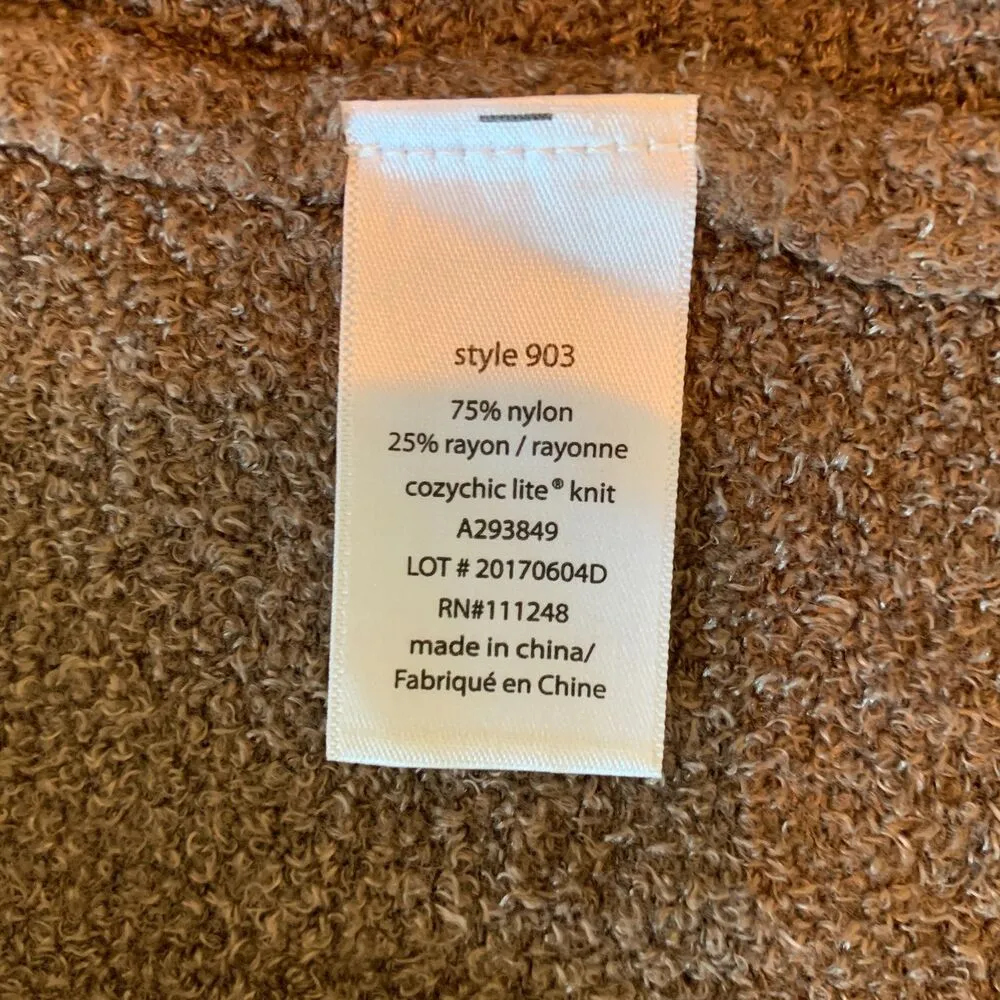 style 903
75% nylon
25% rayon / rayonne
cozychic lite® knit
A293849
LOT # 20170604D
RN#111248
made in china/
Fabriqué en Chine